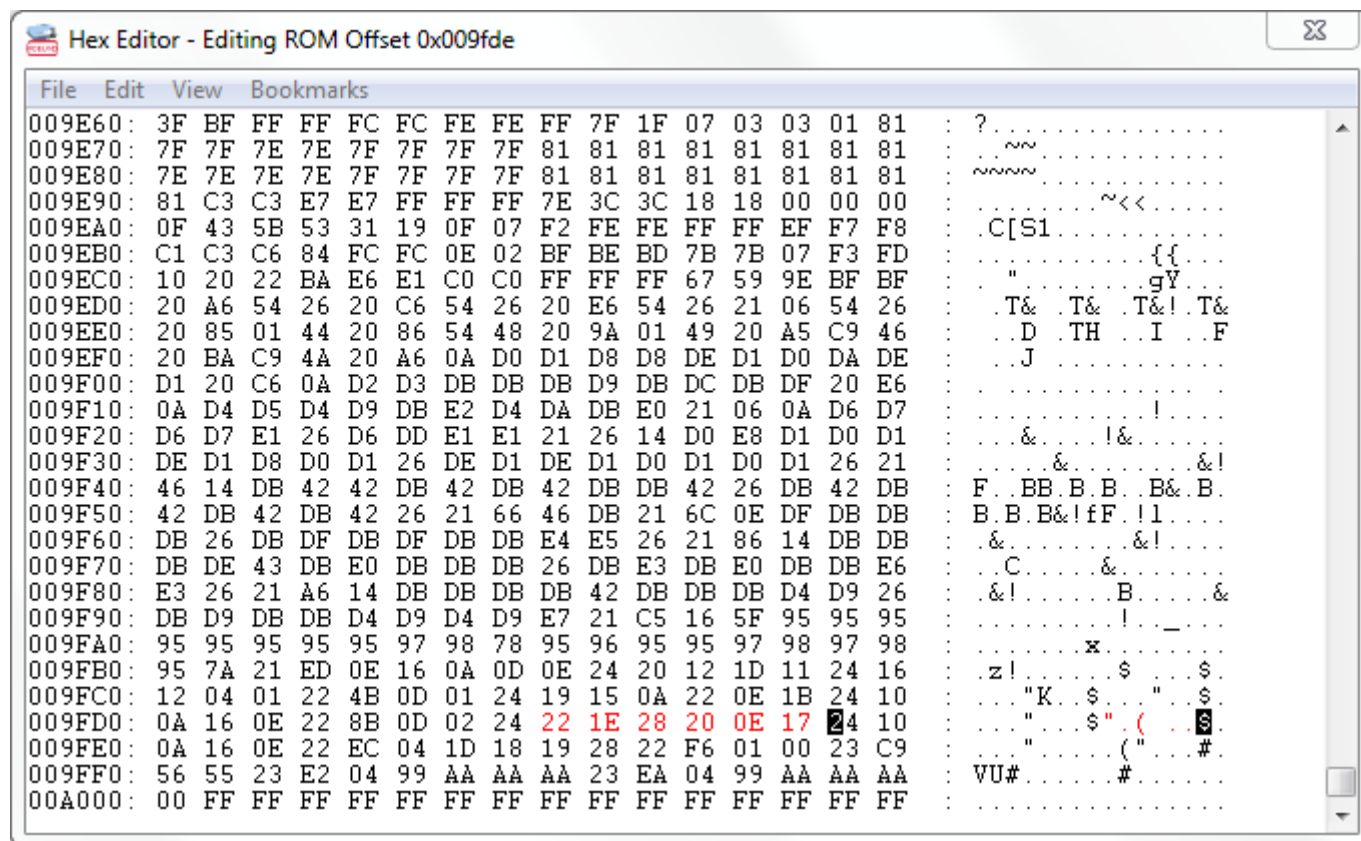 Hex Editor - Editing ROM Offset 0x009fde
File Edit View Bookmarks
009E60: 3F BF FF FF FC FC FE FE FF 7F 1F 07 03 03 01 81 : ?...............
009E70: 7F 7F 7E 7E 7F 7F 7F 7F 81 81 81 81 81 81 81 81 : ..~~............
009E80: 7E 7E 7E 7E 7F 7F 7F 7F 81 81 81 81 81 81 81 81 : ~~~~............
009E90: 81 C3 C3 E7 E7 FF FF FF 7E 3C 3C 18 18 00 00 00 : ........~<<.....
009EA0: 0F 43 5B 53 31 19 0F 07 F2 FE FE FF FF EF F7 F8 : .C[S1...........
009EB0: C1 C3 C6 84 FC FC 0E 02 BF BE BD 7B 7B 07 F3 FD : ...........{{...
009EC0: 10 20 22 BA E6 E1 C0 C0 FF FF FF 67 59 9E BF BF : . "........gY...
009ED0: 20 A6 54 26 20 C6 54 26 20 E6 54 26 21 06 54 26 :  .T& .T& .T&!.T&
009EE0: 20 85 01 44 20 86 54 48 20 9A 01 49 20 A5 C9 46 :  ..D .TH ..I ..F
009EF0: 20 BA C9 4A 20 A6 0A D0 D1 D8 D8 DE D1 D0 DA DE :  ..J ...........
009F00: D1 20 C6 0A D2 D3 DB DB DB D9 DB DC DB DF 20 E6 : . ............ .
009F10: 0A D4 D5 D4 D9 DB E2 D4 DA DB E0 21 06 0A D6 D7 : ...........!....
009F20: D6 D7 E1 26 D6 DD E1 E1 21 26 14 D0 E8 D1 D0 D1 : ...&....!&......
009F30: DE D1 D8 D0 D1 26 DE D1 DE D1 D0 D1 D0 D1 26 21 : .....&........&!
009F40: 46 14 DB 42 42 DB 42 DB 42 DB DB 42 26 DB 42 DB : F..BB.B.B..B&.B.
009F50: 42 DB 42 DB 42 26 21 66 46 DB 21 6C 0E DF DB DB : B.B.B&!fF.!l....
009F60: DB 26 DB DF DB DF DB DB E4 E5 26 21 86 14 DB DB : .&........&!....
009F70: DB DE 43 DB E0 DB DB DB 26 DB E3 DB E0 DB DB E6 : ..C.....&.......
009F80: E3 26 21 A6 14 DB DB DB DB 42 DB DB DB D4 D9 26 : .&!......B.....&
009F90: DB D9 DB DB D4 D9 D4 D9 E7 21 C5 16 5F 95 95 95 : .........!.._...
009FA0: 95 95 95 95 95 97 98 78 95 96 95 95 97 98 97 98 : .......x........
009FB0: 95 7A 21 ED 0E 16 0A 0D 0E 24 20 12 1D 11 24 16 : .z!......$ ...$.
009FC0: 12 04 01 22 4B 0D 01 24 19 15 0A 22 0E 1B 24 10 : ..."K..$..."..$.
009FD0: 0A 16 0E 22 8B 0D 02 24 22 1E 28 20 0E 17 24 10 : ..."...$".( ..$.
009FE0: 0A 16 0E 22 EC 04 1D 18 19 28 22 F6 01 00 23 C9 : ...".....("...#.
009FF0: 56 55 23 E2 04 99 AA AA AA 23 EA 04 99 AA AA AA : VU#......#......
00A000: 00 FF FF FF FF FF FF FF FF FF FF FF FF FF FF FF : ................